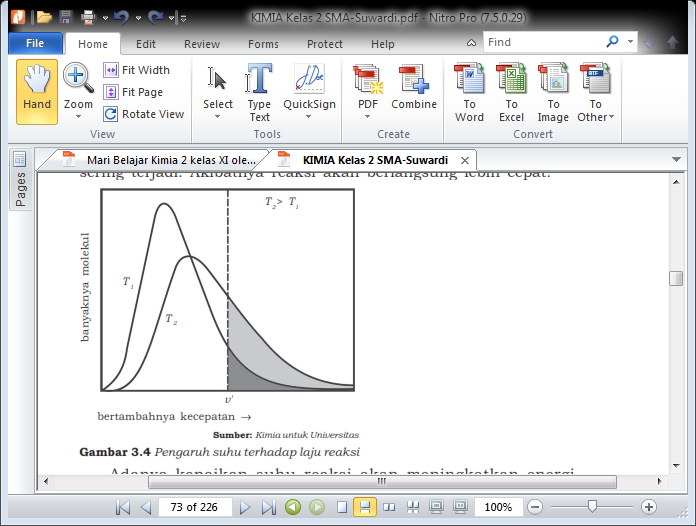 KIMIA Kelas 2 SMA-Suwardi.pdf - Nitro Pro (7.5.0.29)
File Home Edit Review Forms Protect Help Find
Hand
Zoom
Fit Width
Fit Page
Rotate View
Select
Type Text
QuickSign
PDF
Combine
To Word
To Excel
To Image
To Other
View Tools Create Convert
Mari Belajar Kimia 2 kelas XI ole...
KIMIA Kelas 2 SMA-Suwardi
Pages
sering terjadi. Akibatnya reaksi akan berlangsung lebih cepat.
T2> T1
banyaknya molekul
T1
T2
υ'
bertambahnya kecepatan →
Sumber: Kimia untuk Universitas
Gambar 3.4 Pengaruh suhu terhadap laju reaksi
Adanya kenaikan suhu reaksi akan meningkatkan energi
73 of 226
100%